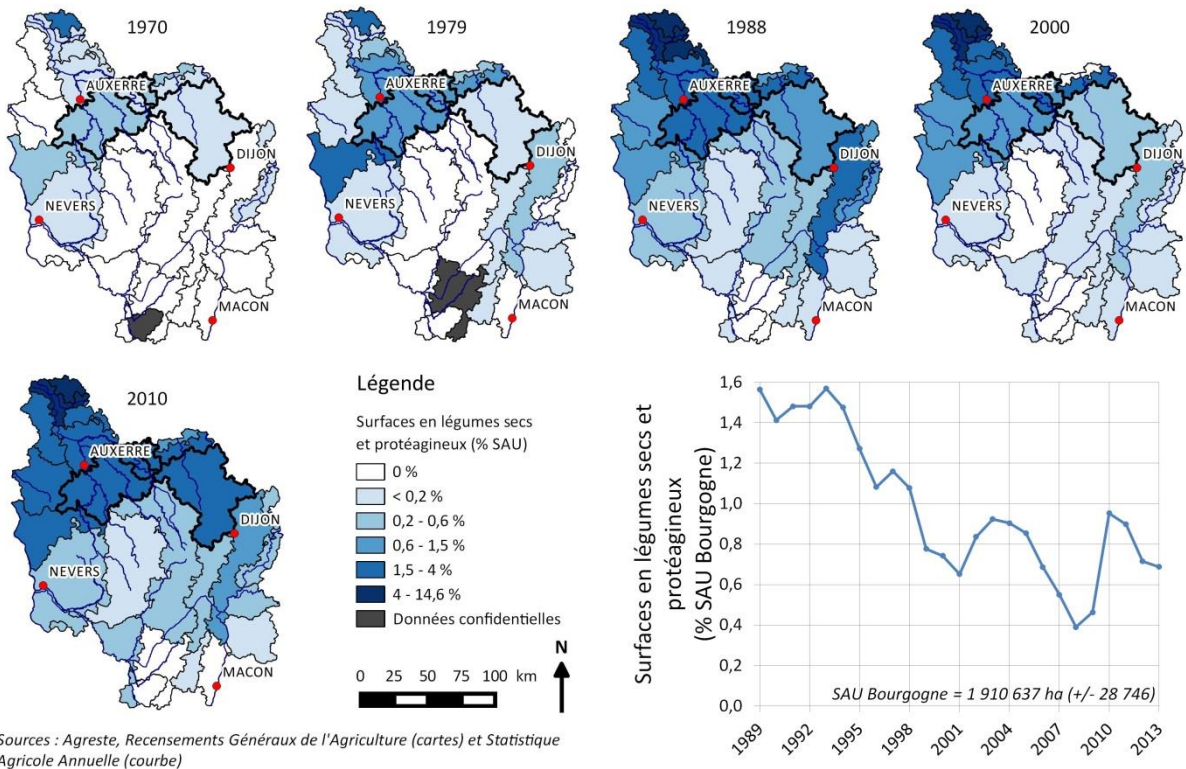 1970
AUXERRE
DIJON
NEVERS
MACON
1979
AUXERRE
DIJON
NEVERS
MACON
1988
AUXERRE
DIJON
NEVERS
MACON
2000
AUXERRE
DIJON
NEVERS
MACON
2010
AUXERRE
DIJON
NEVERS
MACON
Légende
Surfaces en légumes secs
et protéagineux (% SAU)
0 %
< 0,2 %
0,2 - 0,6 %
0,6 - 1,5 %
1,5 - 4 %
4 - 14,6 %
Données confidentielles
0 25 50 75 100 km
N
Surfaces en légumes secs et
protéagineux
(% SAU Bourgogne)
1,6
1,4
1,2
1,0
0,8
0,6
0,4
0,2
0,0
SAU Bourgogne = 1 910 637 ha (+/- 28 746)
1989
1992
1995
1998
2001
2004
2007
2010
2013
Sources : Agreste, Recensements Généraux de l'Agriculture (cartes) et Statistique
Agricole Annuelle (courbe)